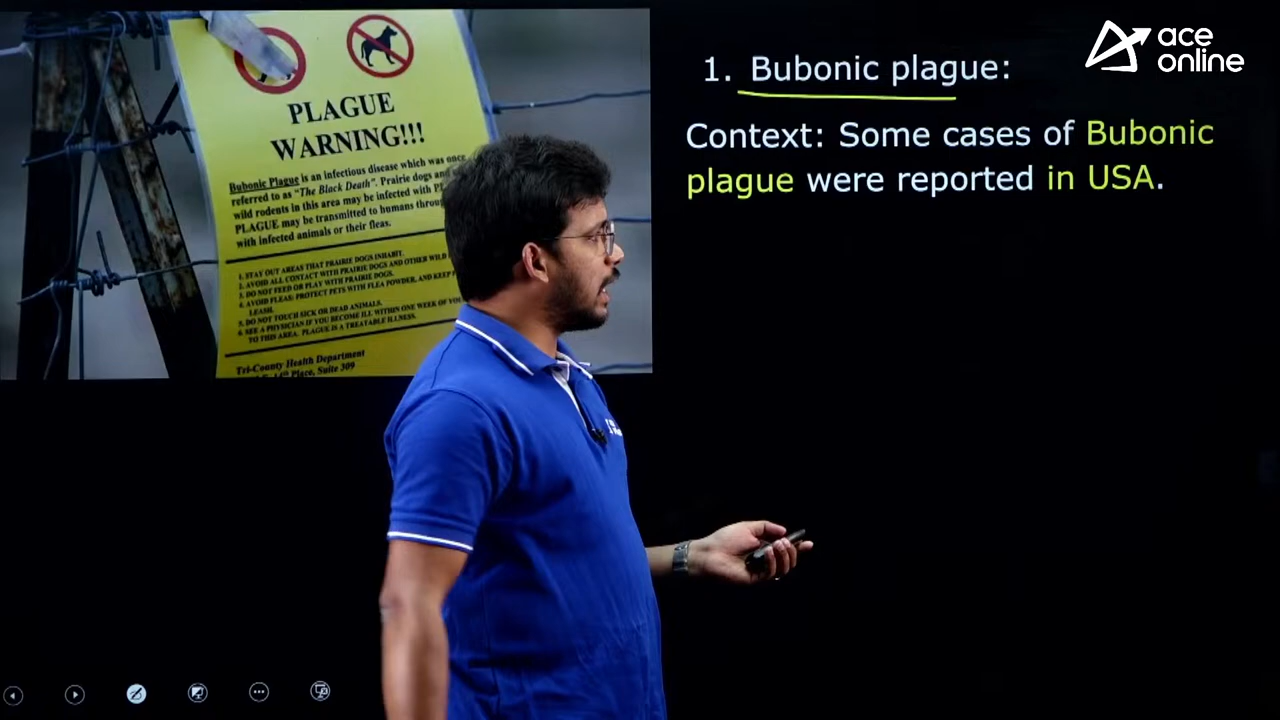 PLAGUE
WARNING!!!
Bubonic Plague is an infectious disease which was once
referred to as "The Black Death". Prairie dogs and
wild rodents in this area may be infected with
PLAGUE may be transmitted to humans
with infected animals or their fleas.
1. STAY OUT AREAS THAT PRAIRIE DOGS INHABIT.
2. AVOID ALL CONTACT WITH PRAIRIE DOGS AND OTHER WILD
3. DO NOT FEED OR PLAY WITH PRAIRIE DOGS.
4. AVOID FLEAS: PROTECT PETS WITH FLEA POWDER, AND KEEP
LEASH.
5. DO NOT TOUCH SICK OR DEAD ANIMALS.
6. SEE A PHYSICIAN IF YOU BECOME ILL WITHIN ONE WEEK OF
TO THIS AREA. PLAGUE IS A TREATABLE ILLNESS.
Tri-County Health Department
Place, Suite 309
1. Bubonic plague:
Context: Some cases of Bubonic
plague were reported in USA.
ace
online